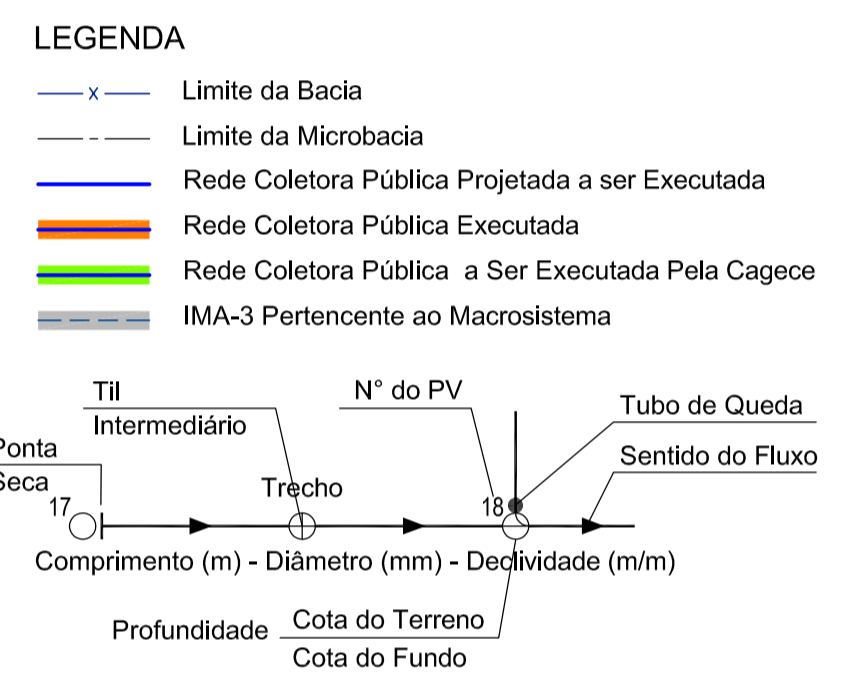 LEGENDA
x Limite da Bacia
Limite da Microbacia
Rede Coletora Pública Projetada a ser Executada
Rede Coletora Pública Executada
Rede Coletora Pública a Ser Executada Pela Cagece
IMA-3 Pertencente ao Macrosistema
Til
Intermediário
N° do PV
Tubo de Queda
Sentido do Fluxo
Ponta
Seca
17
Trecho
18
Comprimento (m) - Diâmetro (mm) - Declividade (m/m)
Profundidade
Cota do Terreno
Cota do Fundo